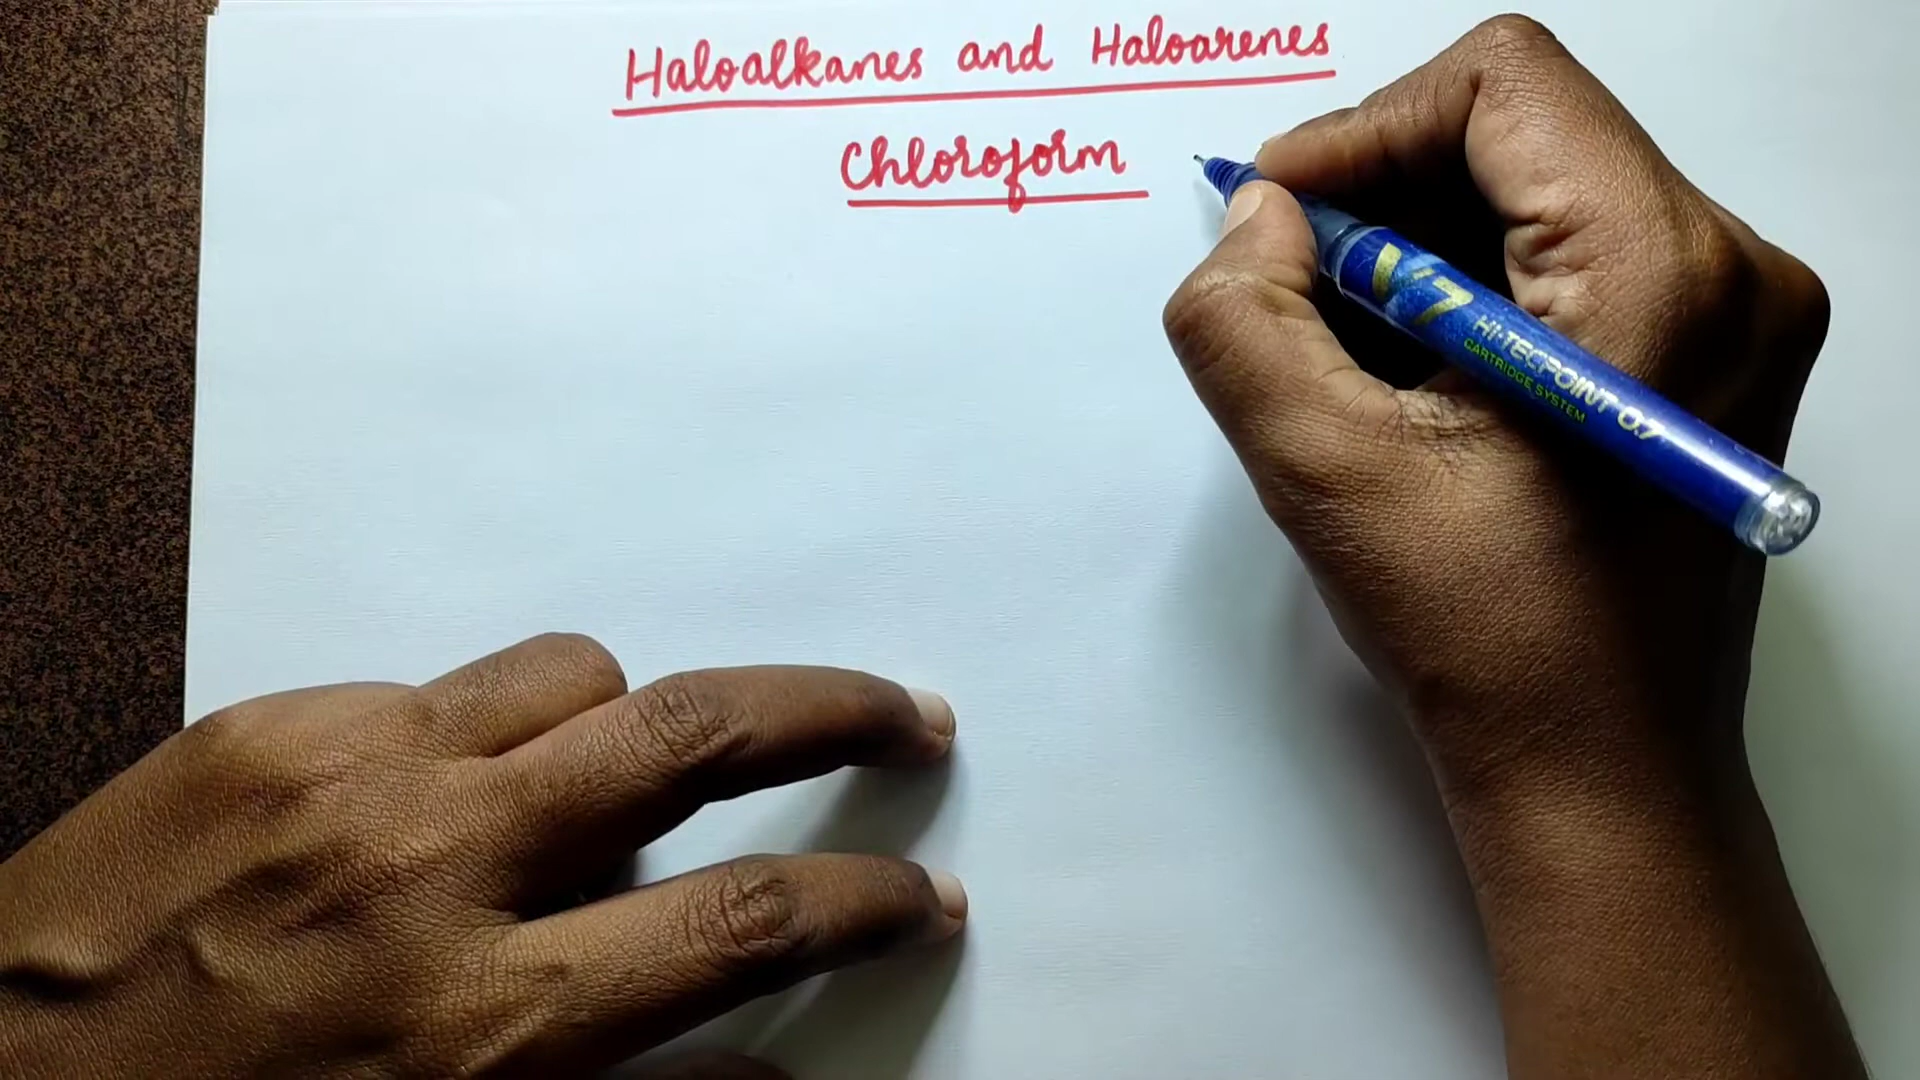 Haloalkanes and Haloarenes
Chloroform
V7
HI-TECPOINT 0.7
CARTRIDGE SYSTEM